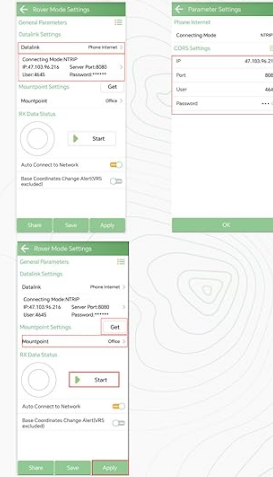 Rover Mode Settings
General Parameters
Datalink Settings
Datalink Phone Internet
Connecting Mode:NTRIP
IP:47.103.96.216 Server Port:8080
User:4645 Password:******
Mountpoint Settings Get
Mountpoint Office
RX Data Status
Start
Auto Connect to Network
Base Coordinates Change Alert(VRS
excluded)
Share Save Apply
Parameter Settings
Phone Internet
Connecting Mode NTRIP
CORS Settings
IP 47.103.96.21
Port 808
User 464
Password
OK
Rover Mode Settings
General Parameters
Datalink Settings
Datalink Phone Internet
Connecting Mode:NTRIP
IP:47.103.96.216 Server Port:8080
User:4645 Password:******
Mountpoint Settings Get
Mountpoint Office
RX Data Status
Start
Auto Connect to Network
Base Coordinates Change Alert(VRS
excluded)
Share Save Apply